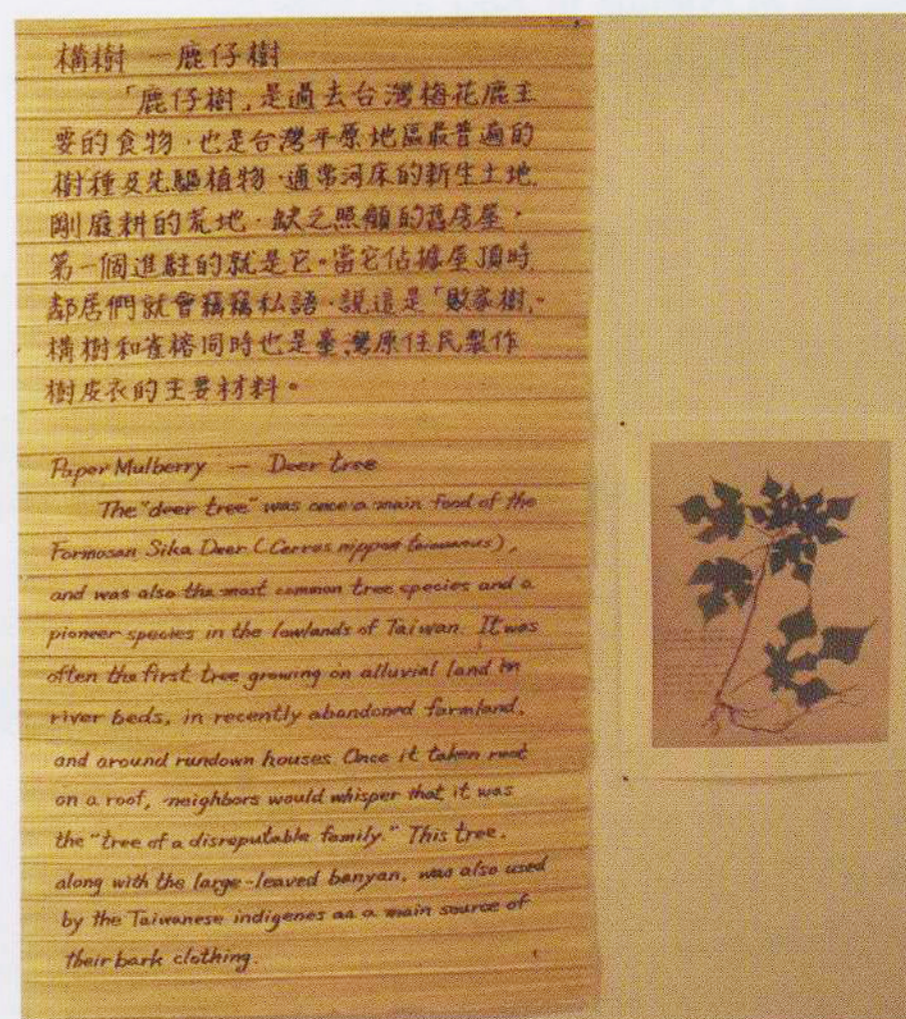 構樹 — 鹿仔樹
「鹿仔樹」是過去台灣梅花鹿主
要的食物,也是台灣平原地區最普遍的
樹種及先驅植物,通常河床的新生土地,
剛廢耕的荒地,缺乏照顧的舊房屋,
第一個進駐的就是它。當它佔據屋頂時,
鄰居們就會竊竊私語,說這是「敗家樹」。
構樹和雀榕同時也是臺灣原住民製作
樹皮衣的主要材料。
Paper Mulberry — Deer tree
The "deer tree" was once a main food of the
Formosan Sika Deer (Cervus nippon taiouanus),
and was also the most common tree species and a
pioneer species in the lowlands of Taiwan. It was
often the first tree growing on alluvial land in
river beds, in recently abandoned farmland,
and around rundown houses. Once it taken root
on a roof, neighbors would whisper that it was
the "tree of a disreputable family." This tree,
along with the large-leaved banyan, was also used
by the Taiwanese indigenes as a main source of
their bark clothing.